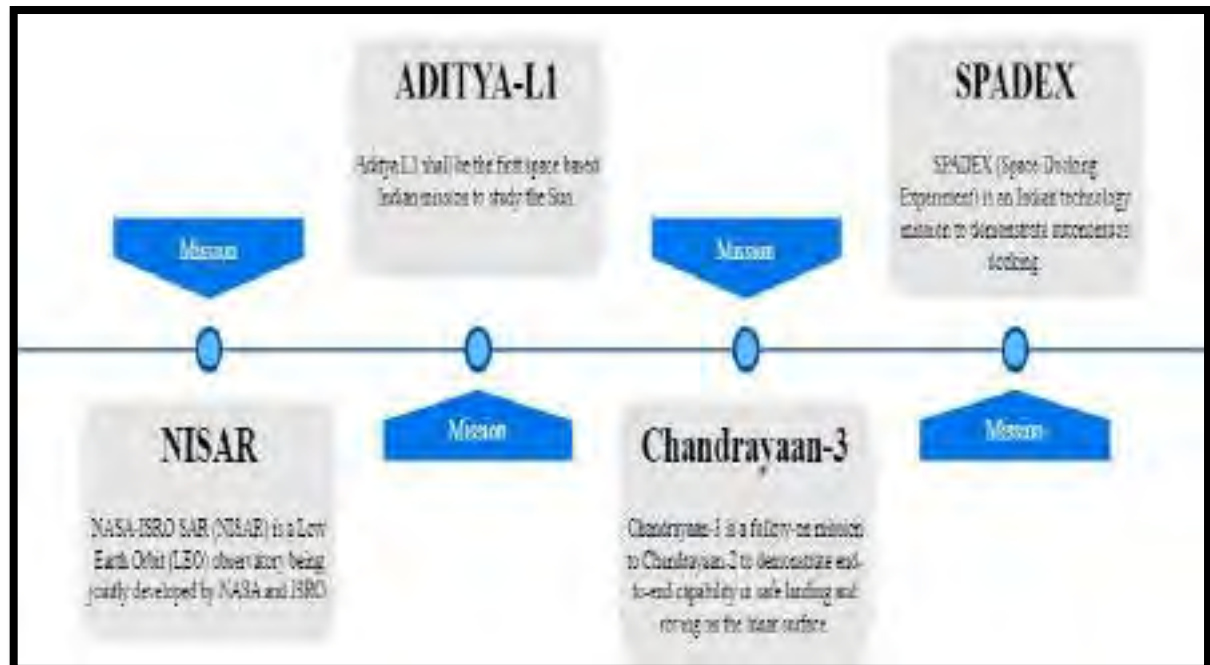 ADITYA-L1
Aditya L1 shall be the first space based
Indian mission to study the Sun
SPADEX
SPADEX (Space Docking
Experiment) is an Indian technology
mission to demonstrate autonomous
docking.
Mission
Mission
NISAR
NASA-ISRO SAR (NISAR) is a Low
Earth Orbit (LEO) observatory being
jointly developed by NASA and ISRO
Mission
Chandrayaan-3
Chandrayaan-3 is a follow-on mission
to Chandrayaan-2 to demonstrate end-
to-end capability in safe landing and
roving on the lunar surface
Mission